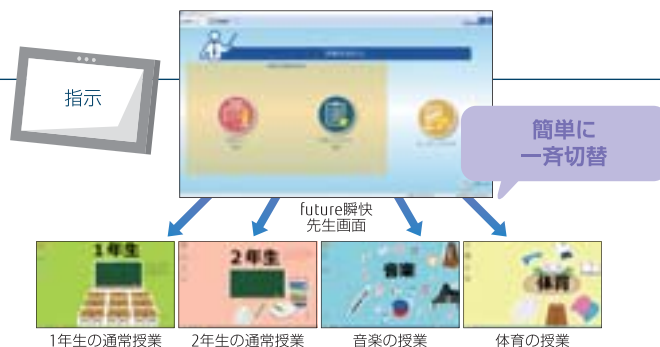 指示
簡単に
一斉切替
future瞬快
先生画面
1年生
2年生
音楽
体育
1年生の通常授業
2年生の通常授業
音楽の授業
体育の授業